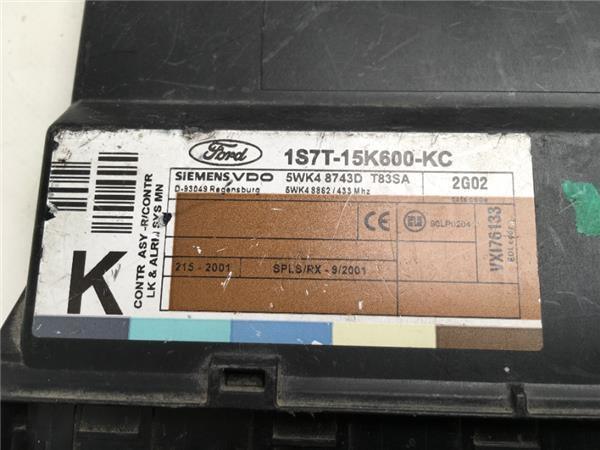 Ford
1S7T-15K600-KC
SIEMENS VDO 5WK4 8743D T83SA
2G02
D-93049 Regensburg 5WK4 8862 / 433 Mhz
CE
215 - 2001 SPLS/RX - 9/2001
K
CONTR ASY -R/CONTR
LK & ALRM SYS MN
VX176133